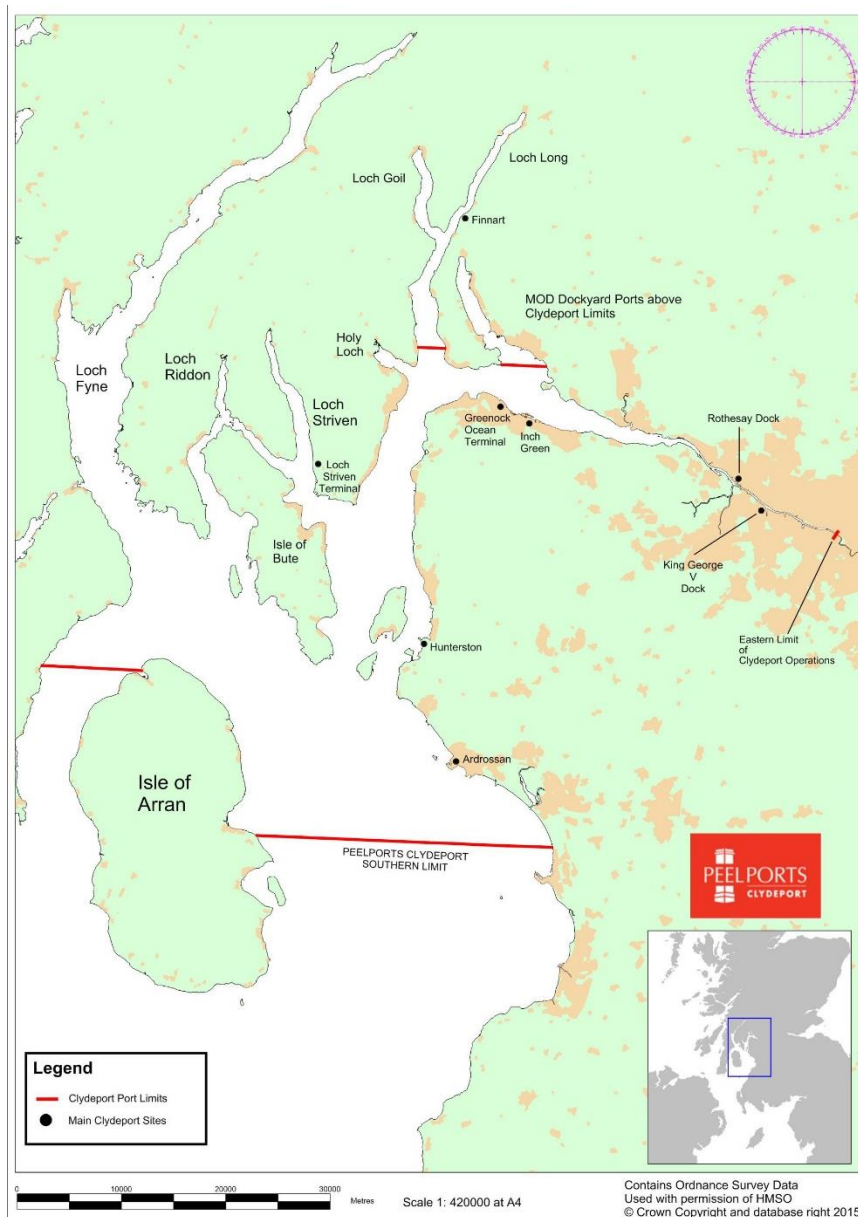 Loch Goil
Loch Long
Finnart
MOD Dockyard Ports above
Clydeport Limits
Holy
Loch
Loch
Riddon
Loch
Fyne
Loch
Striven
Greenock
Ocean
Terminal
Inch
Green
Rothesay Dock
Loch
Striven
Terminal
King George
V
Dock
Isle of
Bute
Eastern Limit
of
Clydeport Operations
Hunterston
Ardrossan
Isle of
Arran
PEELPORTS CLYDEPORT
SOUTHERN LIMIT
PEEL PORTS
CLYDEPORT
Legend
Clydeport Port Limits
Main Clydeport Sites
0 10000 20000 30000
Metres
Scale 1: 420000 at A4
Contains Ordnance Survey Data
Used with permission of HMSO
© Crown Copyright and database right 2015